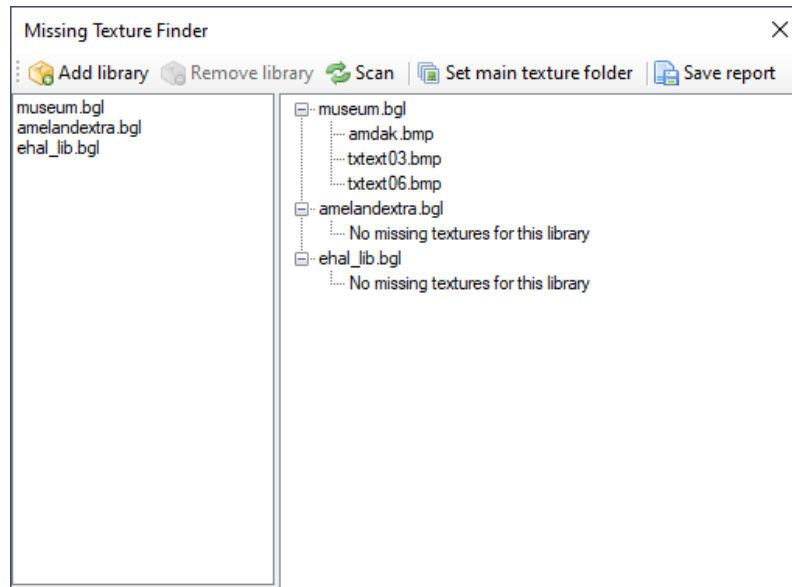 Missing Texture Finder
Add library Remove library Scan Set main texture folder Save report
museum.bgl
amelandextra.bgl
ehal_lib.bgl
museum.bgl
amdak.bmp
txtext03.bmp
txtext06.bmp
amelandextra.bgl
No missing textures for this library
ehal_lib.bgl
No missing textures for this library